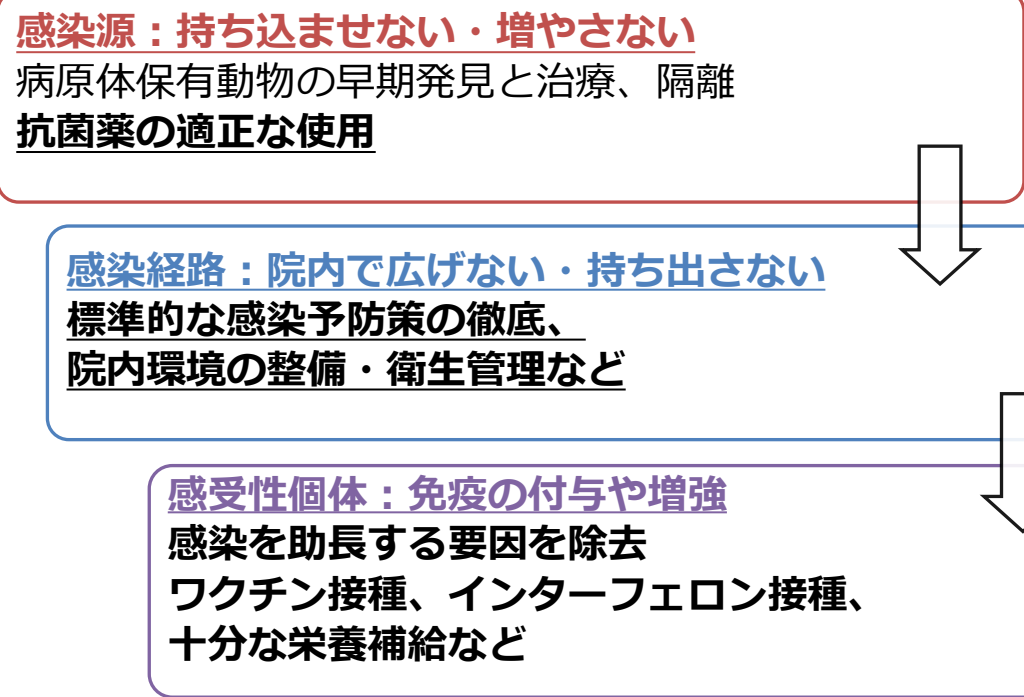 感染源：持ち込ませない・増やさない
病原体保有動物の早期発見と治療、隔離
抗菌薬の適正な使用
感染経路：院内で広げない・持ち出さない
標準的な感染予防策の徹底、
院内環境の整備・衛生管理など
感受性個体：免疫の付与や増強
感染を助長する要因を除去
ワクチン接種、インターフェロン接種、
十分な栄養補給など